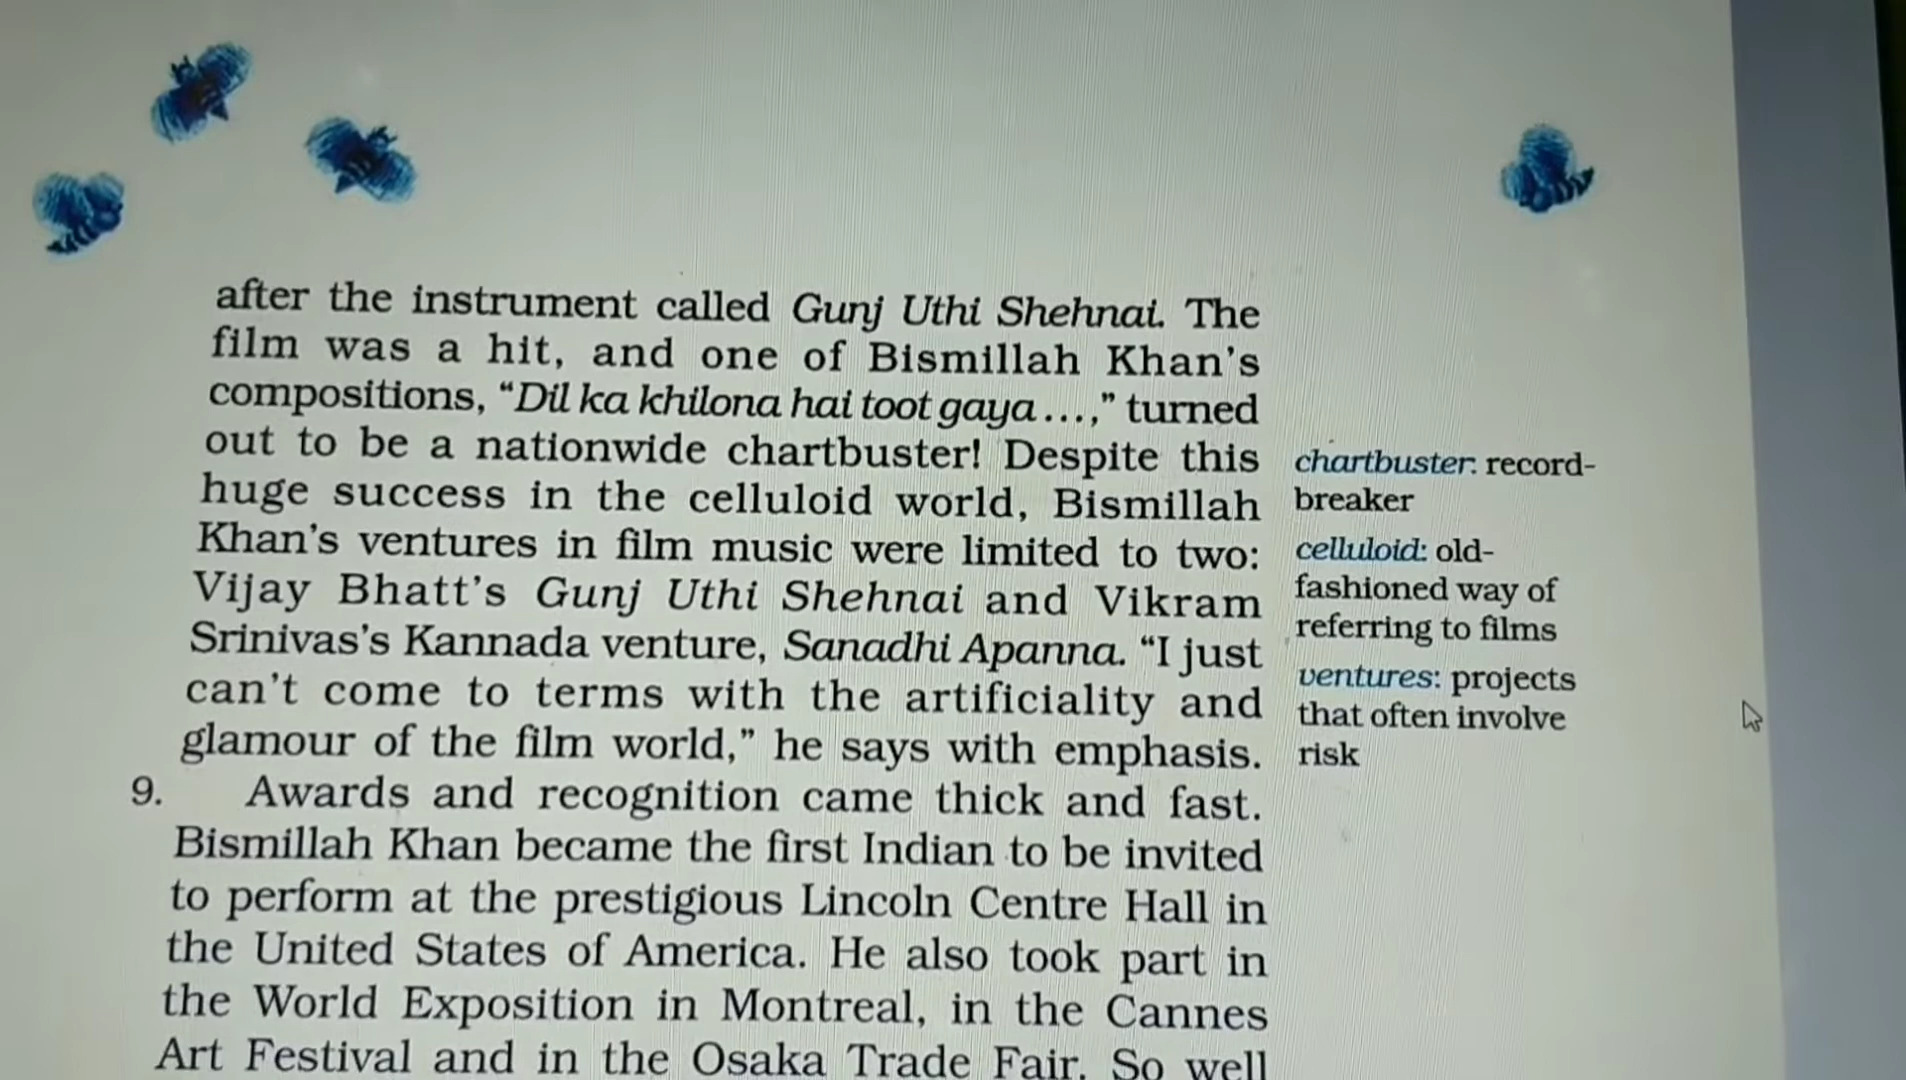 after the instrument called Gunj Uthi Shehnai. The
film was a hit, and one of Bismillah Khan's
compositions, “Dil ka khilona hai toot gaya...,” turned
out to be a nationwide chartbuster! Despite this
huge success in the celluloid world, Bismillah
Khan's ventures in film music were limited to two:
Vijay Bhatt's Gunj Uthi Shehnai and Vikram
Srinivas's Kannada venture, Sanadhi Apanna. “I just
can't come to terms with the artificiality and
glamour of the film world,” he says with emphasis.
9. Awards and recognition came thick and fast.
Bismillah Khan became the first Indian to be invited
to perform at the prestigious Lincoln Centre Hall in
the United States of America. He also took part in
the World Exposition in Montreal, in the Cannes
Art Festival and in the Osaka Trade Fair. So well
chartbuster: record-
breaker
celluloid: old-
fashioned way of
referring to films
ventures: projects
that often involve
risk